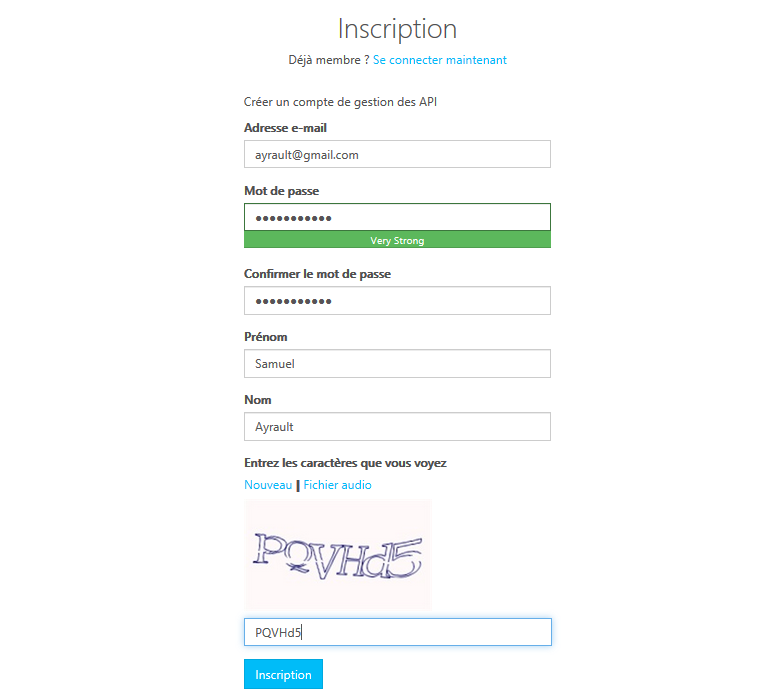 Inscription
Déjà membre ? Se connecter maintenant
Créer un compte de gestion des API
Adresse e-mail
ayrault@gmail.com
Mot de passe
•••••••••••
Very Strong
Confirmer le mot de passe
•••••••••••
Prénom
Samuel
Nom
Ayrault
Entrez les caractères que vous voyez
Nouveau | Fichier audio
PQVHd5
PQVHd5
Inscription